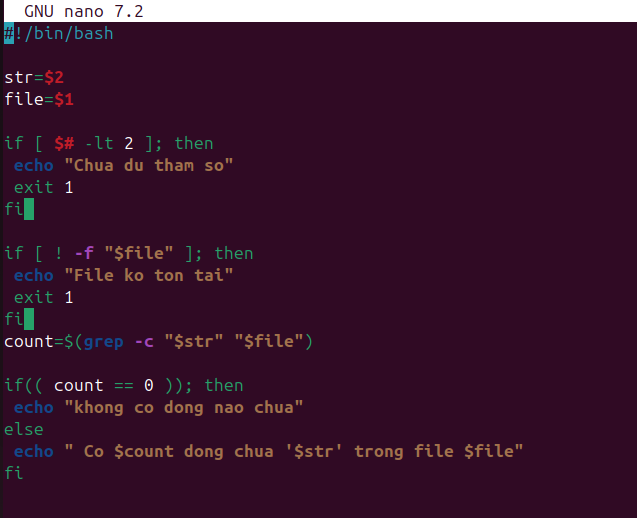 GNU nano 7.2
#!/bin/bash
str=$2
file=$1
if [ $# -lt 2 ]; then
 echo "Chua du tham so"
 exit 1
fi
if [ ! -f "$file" ]; then
 echo "File ko ton tai"
 exit 1
fi
count=$(grep -c "$str" "$file")
if(( count == 0 )); then
 echo "khong co dong nao chua"
else
 echo " Co $count dong chua '$str' trong file $file"
fi